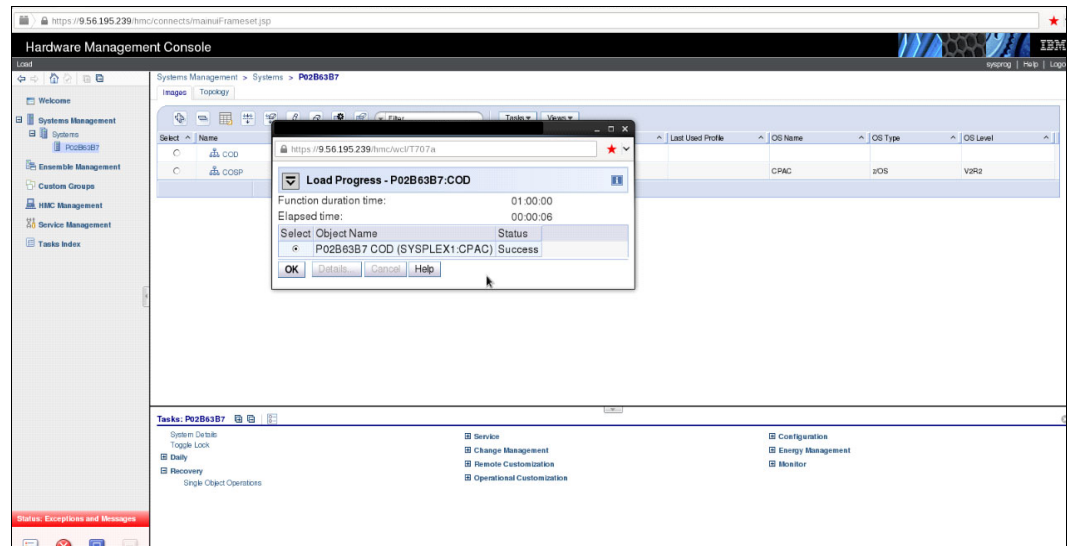 https://9.56.195.239/hmc/connects/mainuiFrameset.jsp
Hardware Management Console
IBM
Load
sysprog | Help | Logo
Systems Management > Systems > P02B63B7
Images Topology
Welcome
Systems Management
Systems
P02B63B7
Ensemble Management
Custom Groups
HMC Management
Service Management
Tasks Index
Filter Tasks Views
Select Name Last Used Profile OS Name OS Type OS Level
COD
COSP CPAC z/OS V2R2
https://9.56.195.239/hmc/wcl/T707a
Load Progress - P02B63B7:COD
Function duration time: 01:00:00
Elapsed time: 00:00:06
Select Object Name Status
P02B63B7 COD (SYSPLEX1:CPAC) Success
OK Details... Cancel Help
Tasks: P02B63B7
System Details
Toggle Lock
Daily
Recovery
Single Object Operations
Service
Change Management
Remote Customization
Operational Customization
Configuration
Energy Management
Monitor
Status: Exceptions and Messages